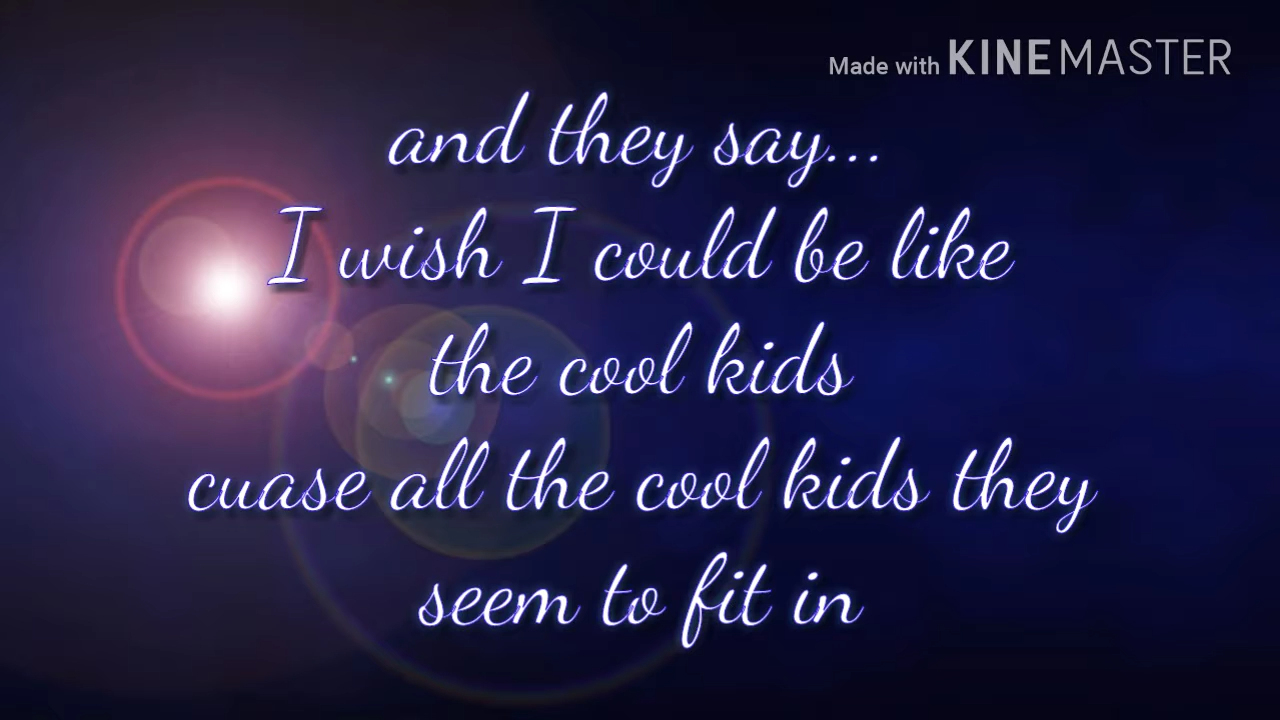 Made with KINEMASTER
and they say...
I wish I could be like
the cool kids
cuase all the cool kids they
seem to fit in